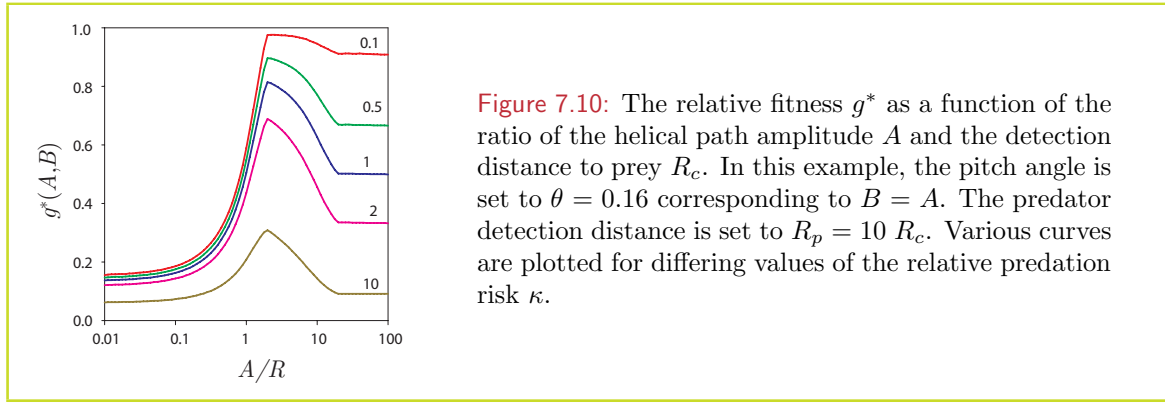 1.0
0.8
0.6
0.4
0.2
0.0
g*(A,B)
0.1
0.5
1
2
10
0.01 0.1 1 10 100
A/R
Figure 7.10: The relative fitness g* as a function of the
ratio of the helical path amplitude A and the detection
distance to prey R_c. In this example, the pitch angle is
set to θ = 0.16 corresponding to B = A. The predator
detection distance is set to R_p = 10 R_c. Various curves
are plotted for differing values of the relative predation
risk κ.